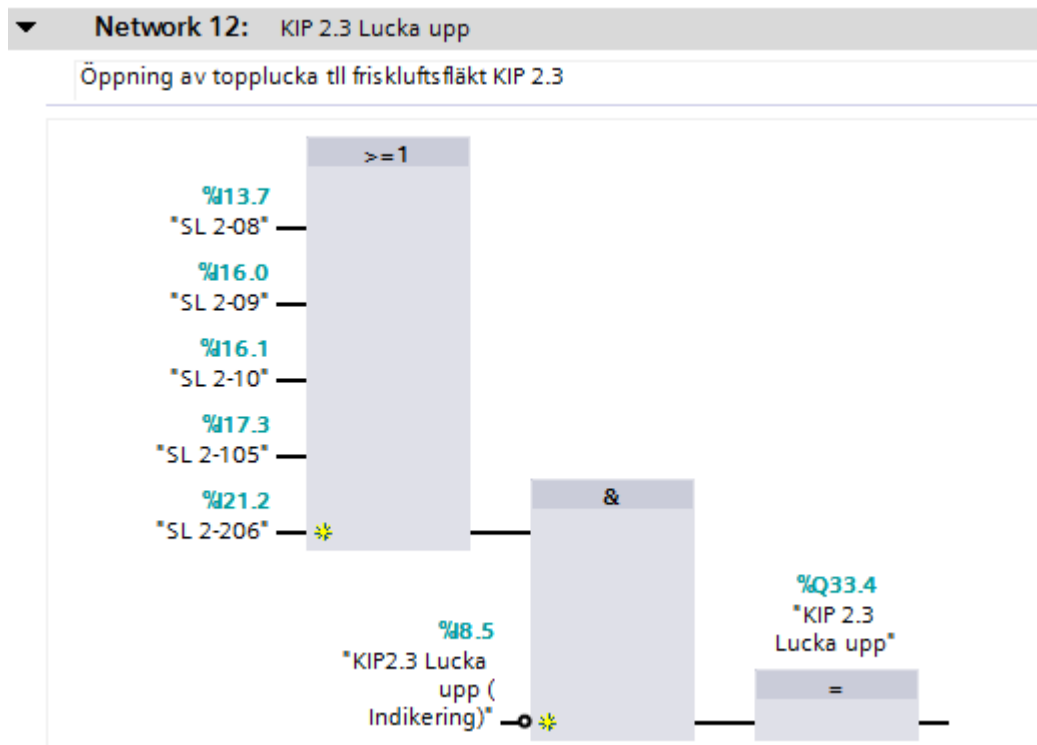 Network 12: KIP 2.3 Lucka upp
Öppning av topplucka tll friskluftsfläkt KIP 2.3
>=1
%I13.7
"SL 2-08"
%I16.0
"SL 2-09"
%I16.1
"SL 2-10"
%I17.3
"SL 2-105"
%I21.2
"SL 2-206"
&
%I8.5
"KIP2.3 Lucka
upp (
Indikering)"
%Q33.4
"KIP 2.3
Lucka upp"
=